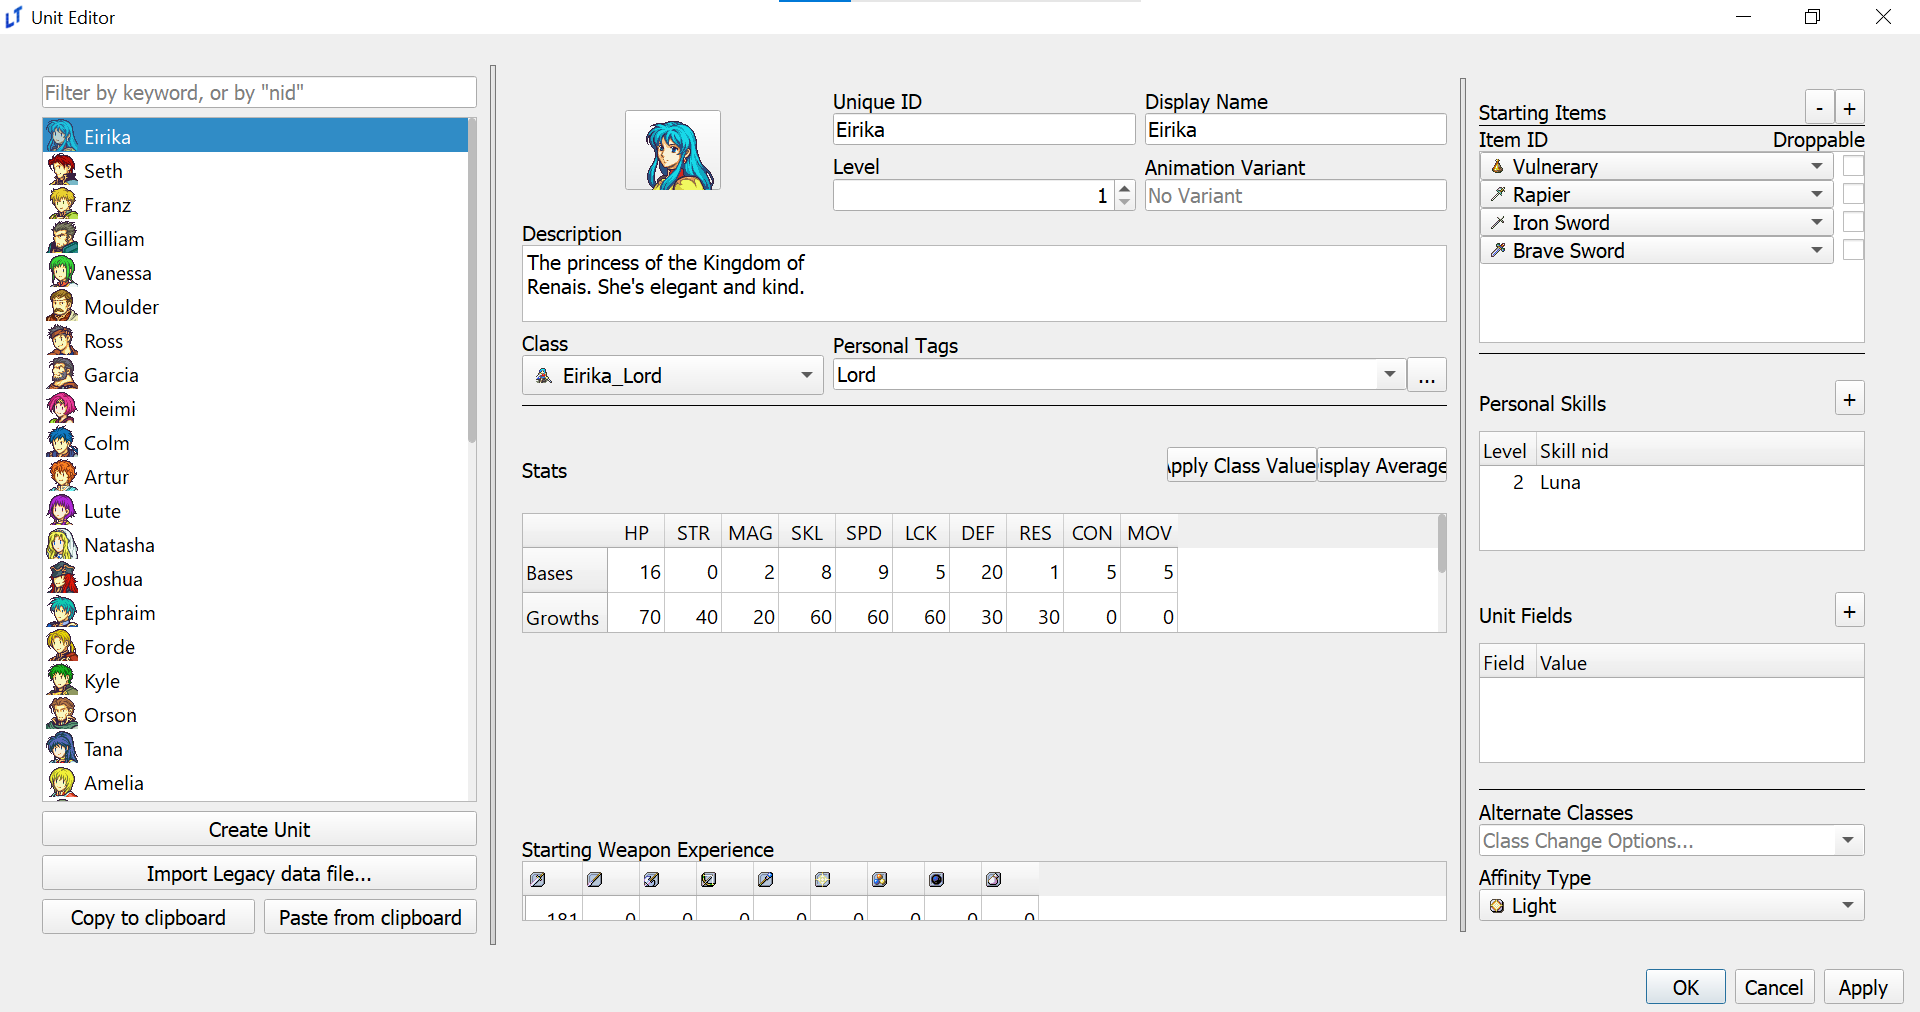 LT Unit Editor
Filter by keyword, or by "nid"
Eirika
Seth
Franz
Gilliam
Vanessa
Moulder
Ross
Garcia
Neimi
Colm
Artur
Lute
Natasha
Joshua
Ephraim
Forde
Kyle
Orson
Tana
Amelia
Create Unit
Import Legacy data file...
Copy to clipboard Paste from clipboard
Unique ID Display Name
Eirika Eirika
Level Animation Variant
1 No Variant
Description
The princess of the Kingdom of
Renais. She's elegant and kind.
Class Personal Tags
Eirika_Lord Lord ...
Stats pply Class Value isplay Average
HP STR MAG SKL SPD LCK DEF RES CON MOV
Bases 16 0 2 8 9 5 20 1 5 5
Growths 70 40 20 60 60 60 30 30 0 0
Starting Weapon Experience
181 0 0 0 0 0 0 0 0
Starting Items - +
Item ID Droppable
Vulnerary
Rapier
Iron Sword
Brave Sword
Personal Skills +
Level Skill nid
2 Luna
Unit Fields +
Field Value
Alternate Classes
Class Change Options...
Affinity Type
Light
OK Cancel Apply